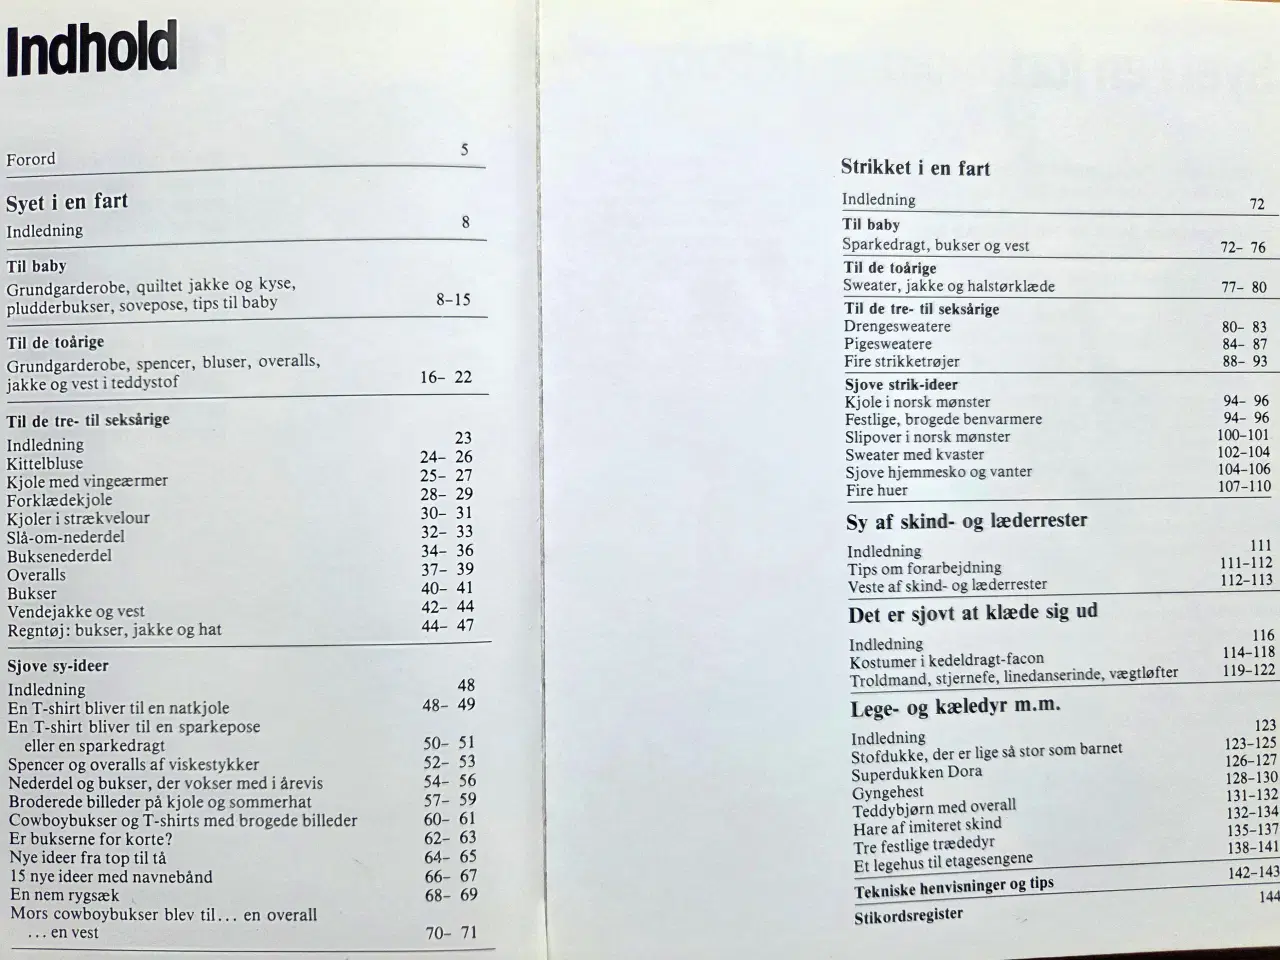 Indhold
Forord 5
Syet i en fart
Indledning 8
Til baby
Grundgarderobe, quiltet jakke og kyse,
pludderbukser, sovepose, tips til baby 8–15
Til de toårige
Grundgarderobe, spencer, bluser, overalls,
jakke og vest i teddystof 16– 22
Til de tre- til seksårige
Indledning 23
Kittelbluse 24– 26
Kjole med vingeærmer 25– 27
Forklædekjole 28– 29
Kjoler i strækvelour 30– 31
Slå-om-nederdel 32– 33
Buksenederdel 34– 36
Overalls 37– 39
Bukser 40– 41
Vendejakke og vest 42– 44
Regntøj: bukser, jakke og hat 44– 47
Sjove sy-ideer
Indledning 48
En T-shirt bliver til en natkjole 48– 49
En T-shirt bliver til en sparkepose
eller en sparkedragt 50– 51
Spencer og overalls af viskestykker 52– 53
Nederdel og bukser, der vokser med i årevis 54– 56
Broderede billeder på kjole og sommerhat 57– 59
Cowboybukser og T-shirts med brogede billeder 60– 61
Er bukserne for korte? 62– 63
Nye ideer fra top til tå 64– 65
15 nye ideer med navnebånd 66– 67
En nem rygsæk 68– 69
Mors cowboybukser blev til... en overall
... en vest 70– 71
Strikket i en fart
Indledning 72
Til baby
Sparkedragt, bukser og vest 72– 76
Til de toårige
Sweater, jakke og halstørklæde 77– 80
Til de tre- til seksårige
Drengesweatere 80– 83
Pigesweatere 84– 87
Fire strikketrøjer 88– 93
Sjove strik-ideer
Kjole i norsk mønster 94– 96
Festlige, brogede benvarmere 94– 96
Slipover i norsk mønster 100–101
Sweater med kvaster 102–104
Sjove hjemmesko og vanter 104–106
Fire huer 107–110
Sy af skind- og læderrester
Indledning 111
Tips om forarbejdning 111–112
Veste af skind- og læderrester 112–113
Det er sjovt at klæde sig ud
Indledning 116
Kostumer i kedeldragt-facon 114–118
Troldmand, stjernefe, linedanserinde, vægtløfter 119–122
Lege- og kæledyr m.m.
Indledning 123
Stofdukke, der er lige så stor som barnet 123–125
Superdukken Dora 126–127
Gyngehest 128–130
Teddybjørn med overall 131–132
Hare af imiteret skind 132–134
Tre festlige trædedyr 135–137
Et legehus til etagesengene 138–141
Tekniske henvisninger og tips 142–143
Stikordsregister 144